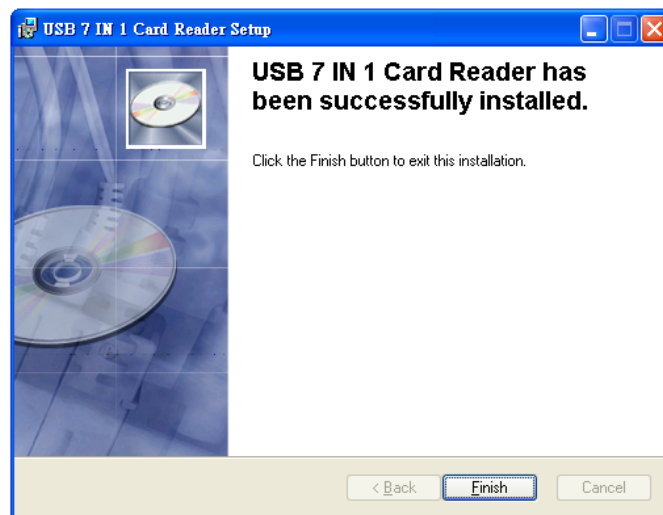 USB 7 IN 1 Card Reader Setup
USB 7 IN 1 Card Reader has
been successfully installed.
Click the Finish button to exit this installation.
< Back
Finish
Cancel